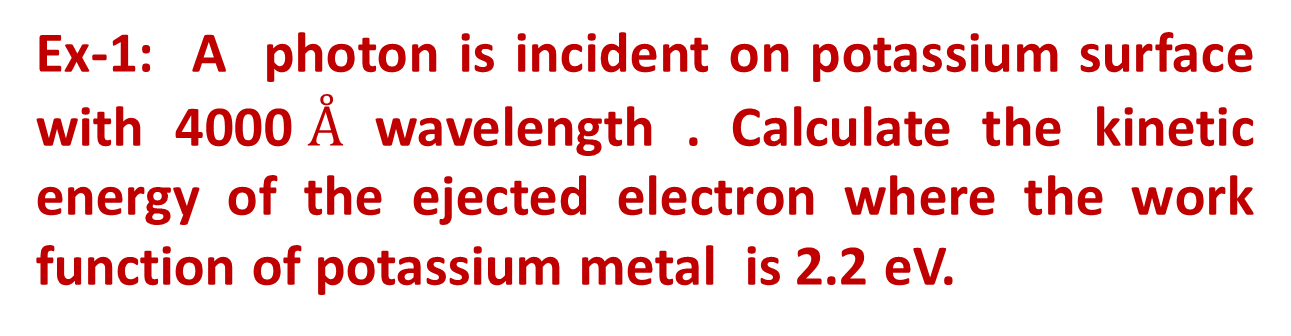 Ex-1: A photon is incident on potassium surface
with 4000 Å wavelength . Calculate the kinetic
energy of the ejected electron where the work
function of potassium metal is 2.2 eV.